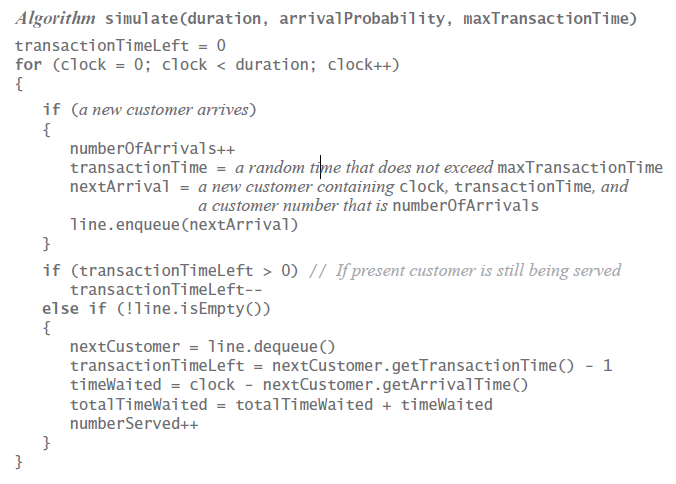 Algorithm simulate(duration, arrivalProbability, maxTransactionTime)
transactionTimeLeft = 0
for (clock = 0; clock < duration; clock++)
{
if (a new customer arrives)
{
numberOfArrivals++
transactionTime = a random time that does not exceed maxTransactionTime
nextArrival = a new customer containing clock, transactionTime, and
a customer number that is numberOfArrivals
line.enqueue(nextArrival)
}
if (transactionTimeLeft > 0) // If present customer is still being served
transactionTimeLeft--
else if (!line.isEmpty())
{
nextCustomer = line.dequeue()
transactionTimeLeft = nextCustomer.getTransactionTime() - 1
timeWaited = clock - nextCustomer.getArrivalTime()
totalTimeWaited = totalTimeWaited + timeWaited
numberServed++
}
}